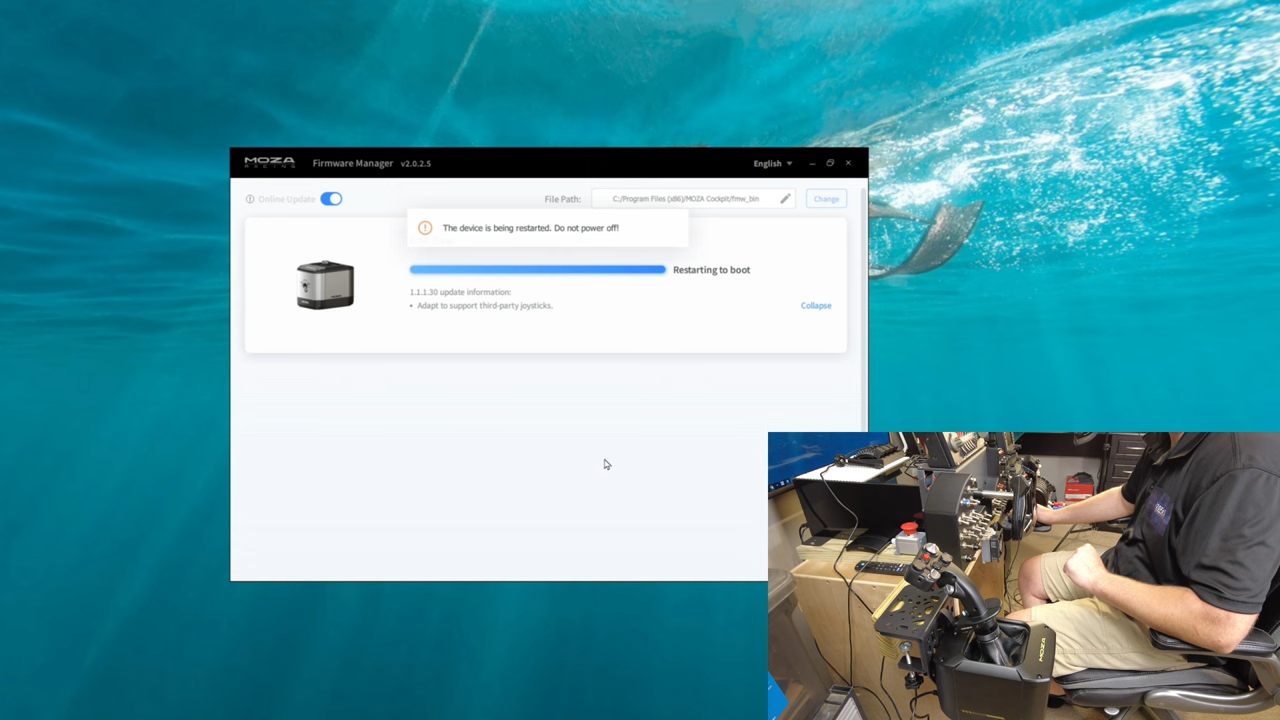 MOZA
RACING
Firmware Manager v2.0.2.5
English
Online Update
File Path:
C:/Program Files (x86)/MOZA Cockpit/fmw_bin
Change
The device is being restarted. Do not power off!
Restarting to boot
1.1.1.30 update information:
• Adapt to support third-party joysticks.
Collapse
MOZA